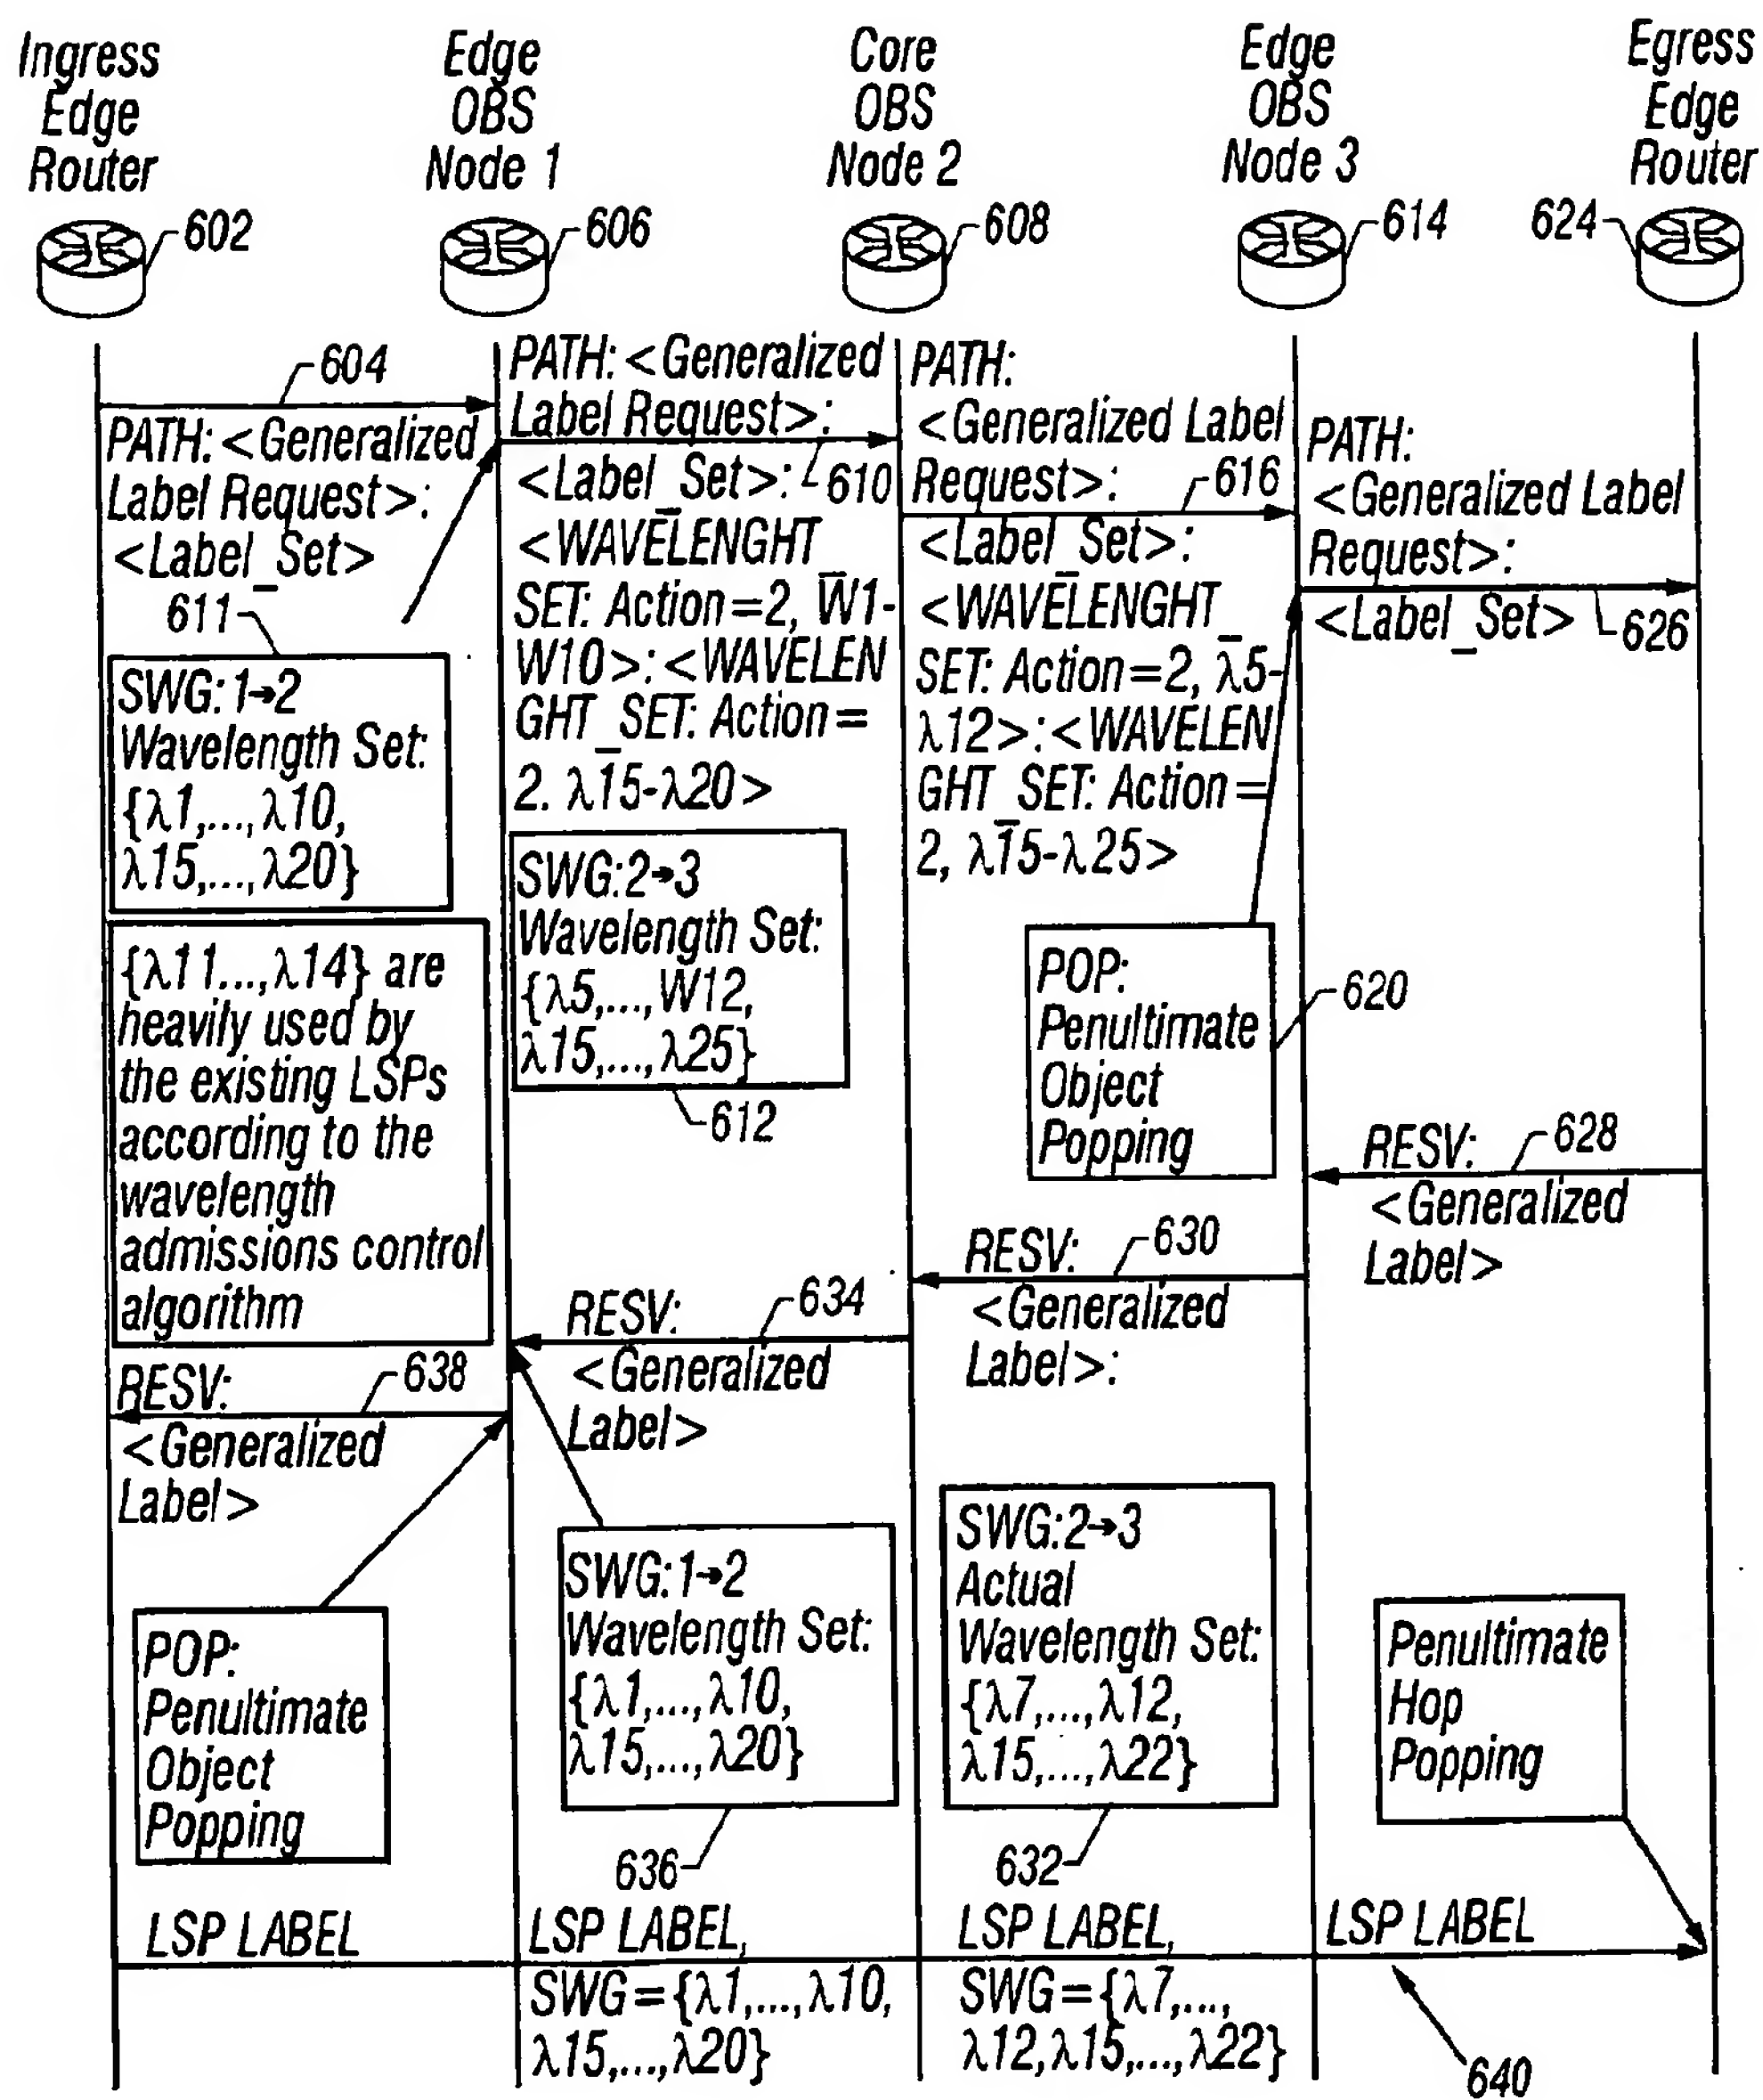 Ingress
Edge
Router
602
Edge
OBS
Node 1
606
Core
OBS
Node 2
608
Edge
OBS
Node 3
614
Egress
Edge
Router
624
604
PATH: <Generalized
Label Request>:
<Label_Set>
611
SWG: 1→2
Wavelength Set:
{λ1,..., λ10,
λ15,..., λ20}
{λ11...,λ14} are
heavily used by
the existing LSPs
according to the
wavelength
admissions control
algorithm
RESV:
638
<Generalized
Label>
POP:
Penultimate
Object
Popping
LSP LABEL
PATH: <Generalized
Label Request>:
<Label_Set>:
610
<WAVELENGHT_
SET: Action=2, W1-
W10>:<WAVELEN
GHT_SET: Action=
2. λ15-λ20>
SWG:2→3
Wavelength Set:
{λ5,..., W12,
λ15,..., λ25}
612
RESV:
634
<Generalized
Label>
SWG:1→2
Wavelength Set:
{λ1,..., λ10,
λ15,..., λ20}
636
LSP LABEL,
SWG={λ1,..., λ10,
λ15,..., λ20}
PATH:
<Generalized Label
Request>:
616
<Label_Set>:
<WAVELENGHT_
SET: Action=2, λ5-
λ12>:<WAVELEN
GHT_SET: Action=
2, λ15-λ25>
POP:
Penultimate
Object
Popping
620
RESV:
630
<Generalized
Label>:
SWG:2→3
Actual
Wavelength Set:
{λ7,..., λ12,
λ15,..., λ22}
632
LSP LABEL,
SWG={λ7,...,
λ12,λ15,..., λ22}
PATH:
<Generalized Label
Request>:
<Label_Set>
626
RESV:
628
<Generalized
Label>
Penultimate
Hop
Popping
LSP LABEL
640